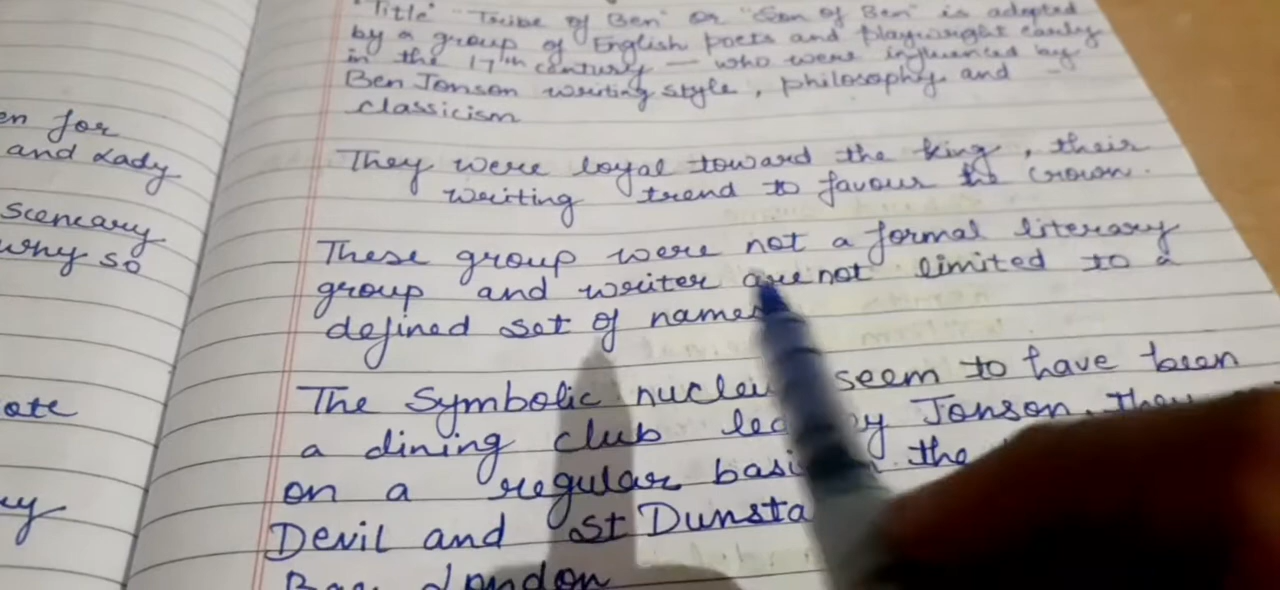 en for
and Lady
sceneary
why so
ote
"Title" "Tribe of Ben" or "Son of Ben" is adopted
by a group of English poets and playwright early
in the 17th century — who were influenced by
Ben Jonson writing style, philosophy and
classicism
They were loyal toward the king, their
writing trend to favour the crown.
These group were not a formal literary
group and writer are not limited to a
defined set of names
The Symbolic seem to have been
a dining club Jonson, they
on a regular the
Devil and St
London